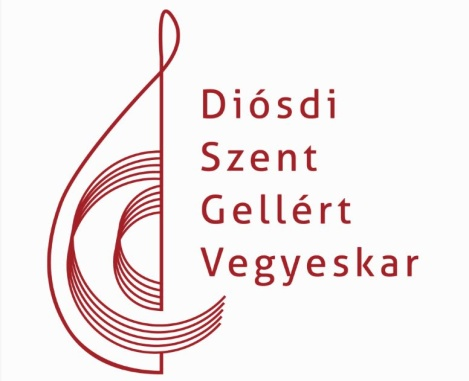 Diósdi
Szent
Gellért
Vegyeskar